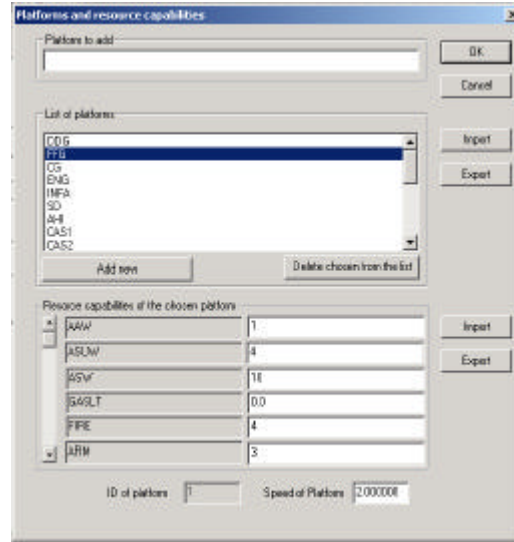 Platforms and resource capabilities
Platform to add
OK
Cancel
List of platforms
DDG
FFG
CG
ENG
INFA
SD
AHI
CAS1
CAS2
Import
Export
Add new
Delete chosen from the list
Resorce capabilities of the chosen platform
AAW 1
ASUW 4
ASW 10
GASLT 0.0
FIRE 4
ARM 3
Import
Export
ID of platform 1 Speed of Platform 2.000000